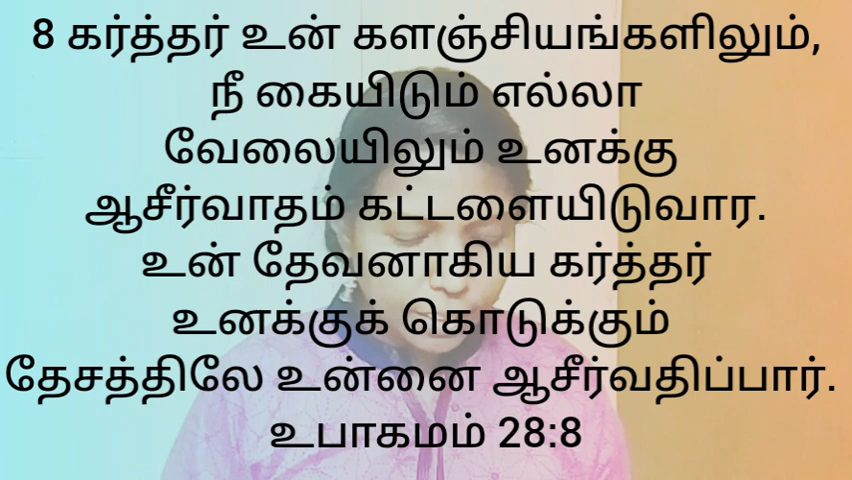 8 கர்த்தர் உன் களஞ்சியங்களிலும்,
நீ கையிடும் எல்லா
வேலையிலும் உனக்கு
ஆசீர்வாதம் கட்டளையிடுவார.
உன் தேவனாகிய கர்த்தர்
உனக்குக் கொடுக்கும்
தேசத்திலே உன்னை ஆசீர்வதிப்பார்.
உபாகமம் 28:8